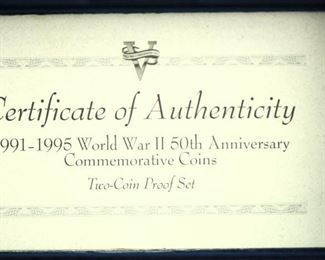 V
Certificate of Authenticity
1991-1995 World War II 50th Anniversary
Commemorative Coins
Two-Coin Proof Set